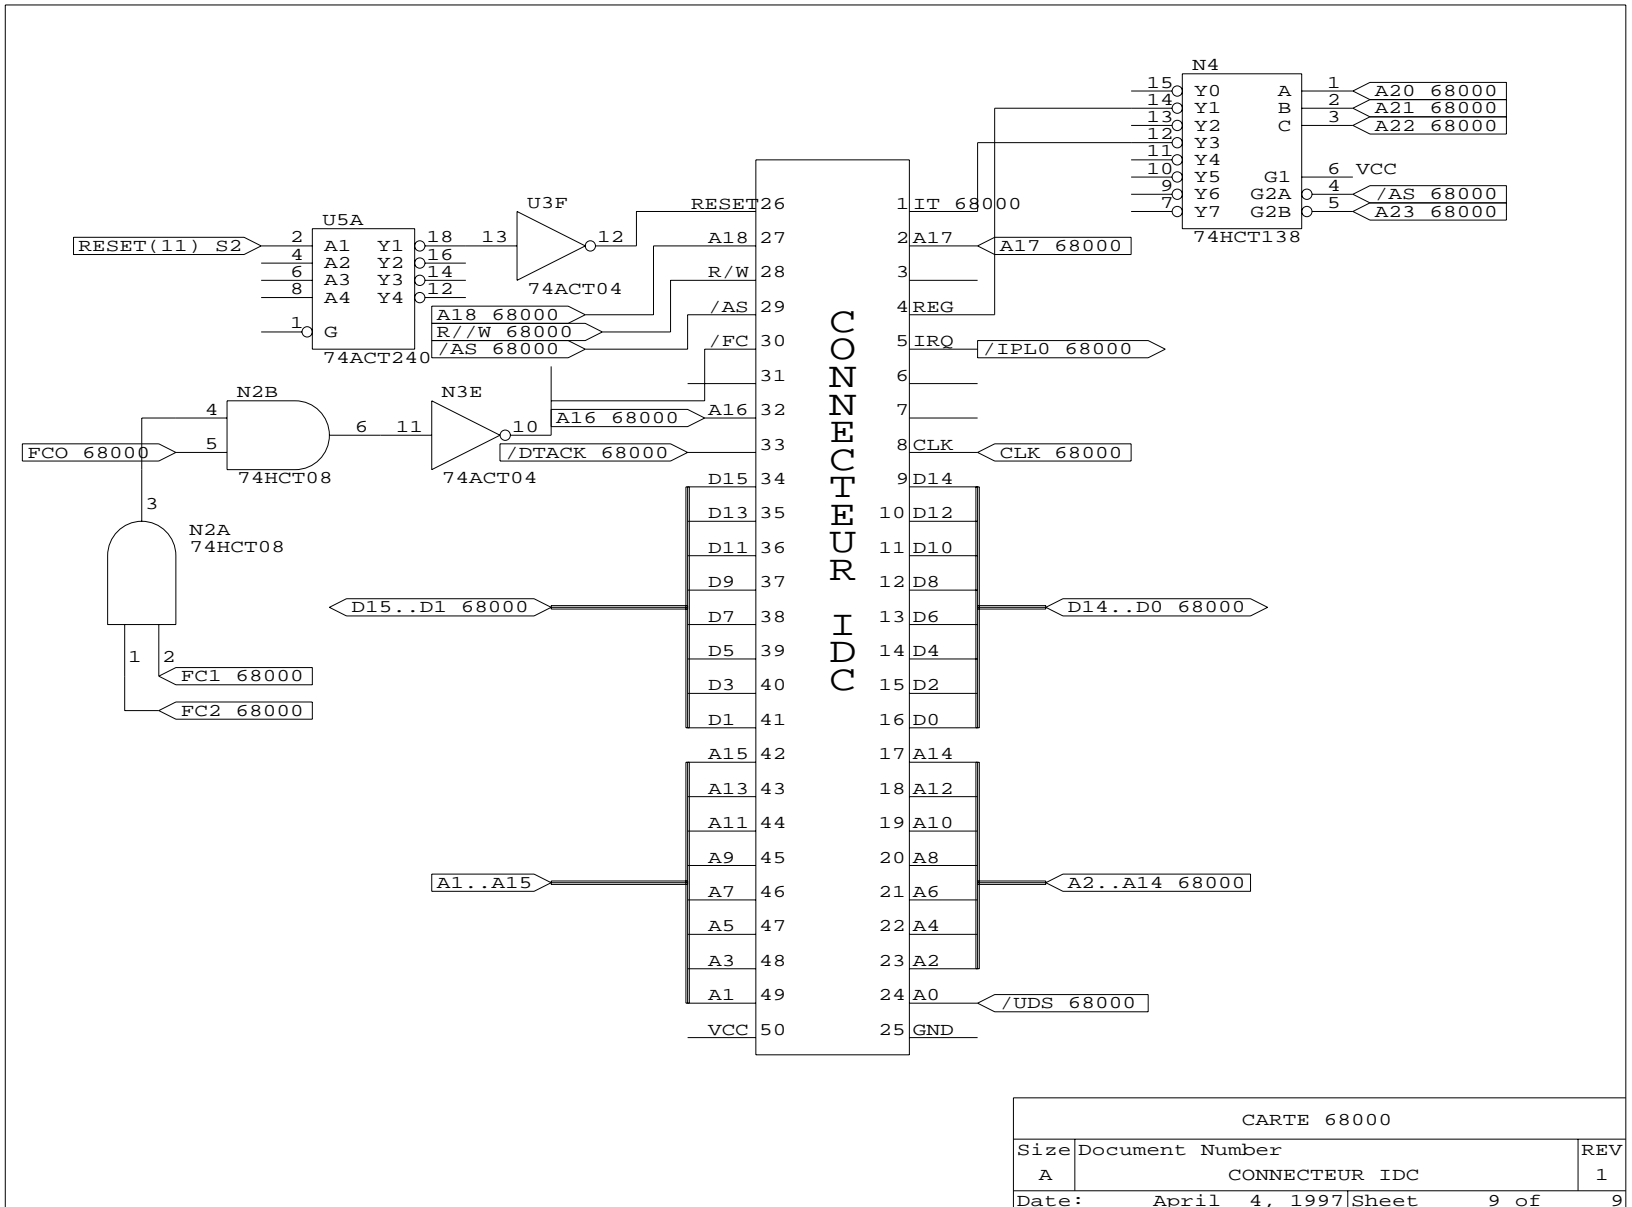 N4
15 Y0 A 1 A20 68000
14 Y1 B 2 A21 68000
13 Y2 C 3 A22 68000
12 Y3
11 Y4
10 Y5 G1 6 VCC
9 Y6 G2A 4 /AS 68000
7 Y7 G2B 5 A23 68000
74HCT138
U5A
RESET(11) S2 2 A1 Y1 18
4 A2 Y2 16
6 A3 Y3 14
8 A4 Y4 12
1 G
74ACT240
U3F
13 12
74ACT04
A18 68000
R//W 68000
/AS 68000
N2B
4
FCO 68000 5
6
74HCT08
N3E
11 10
74ACT04
A16 68000
/DTACK 68000
3
N2A
74HCT08
1 2
FC1 68000
FC2 68000
D15..D1 68000
A1..A15
CONNECTEUR IDC
RESET 26 1 IT 68000
A18 27 2 A17 A17 68000
R/W 28 3
/AS 29 4 REG
/FC 30 5 IRQ /IPL0 68000
31 6
A16 32 7
33 8 CLK CLK 68000
D15 34 9 D14
D13 35 10 D12
D11 36 11 D10
D9 37 12 D8
D7 38 13 D6
D5 39 14 D4
D3 40 15 D2
D1 41 16 D0
A15 42 17 A14
A13 43 18 A12
A11 44 19 A10
A9 45 20 A8
A7 46 21 A6
A5 47 22 A4
A3 48 23 A2
A1 49 24 A0 /UDS 68000
VCC 50 25 GND
D14..D0 68000
A2..A14 68000
CARTE 68000
Size Document Number REV
A CONNECTEUR IDC 1
Date: April 4, 1997 Sheet 9 of 9